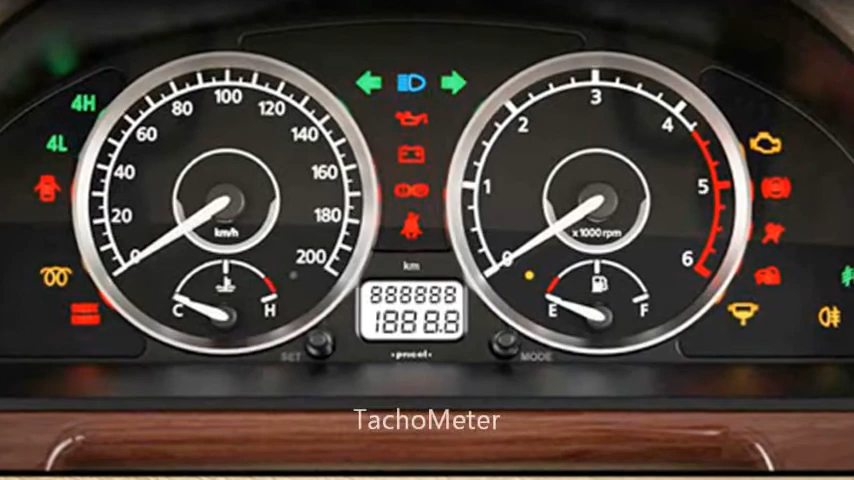 4H
4L
0
20
40
60
80
100
120
140
160
180
200
km/h
C H
km
888888
1888.8
pricol
SET
MODE
0
1
2
3
4
5
6
x 1000 rpm
E F
TachoMeter